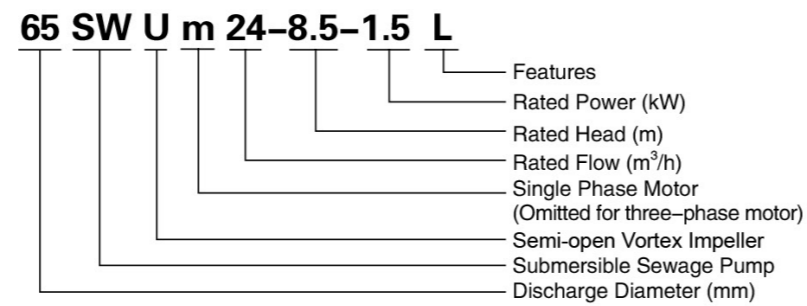 65 SW U m 24–8.5–1.5 L
Features
Rated Power (kW)
Rated Head (m)
Rated Flow (m³/h)
Single Phase Motor
(Omitted for three–phase motor)
Semi-open Vortex Impeller
Submersible Sewage Pump
Discharge Diameter (mm)